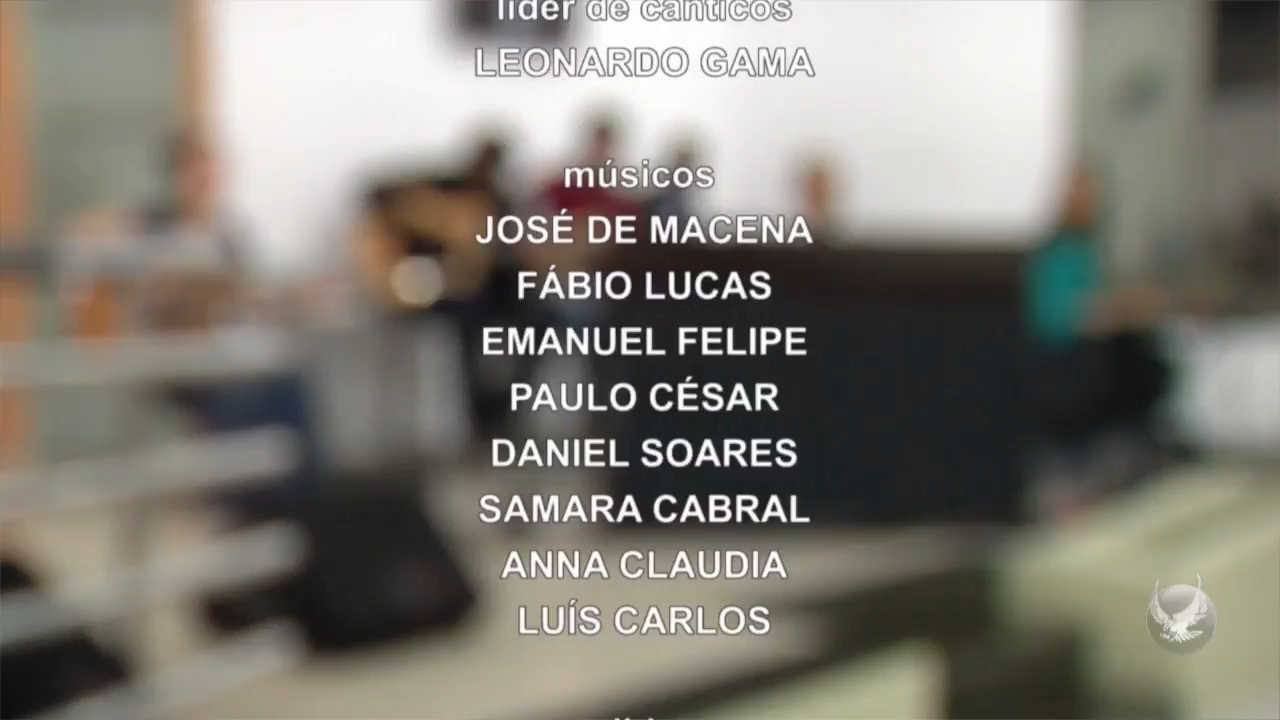 líder de cânticos
LEONARDO GAMA
músicos
JOSÉ DE MACENA
FÁBIO LUCAS
EMANUEL FELIPE
PAULO CÉSAR
DANIEL SOARES
SAMARA CABRAL
ANNA CLAUDIA
LUÍS CARLOS